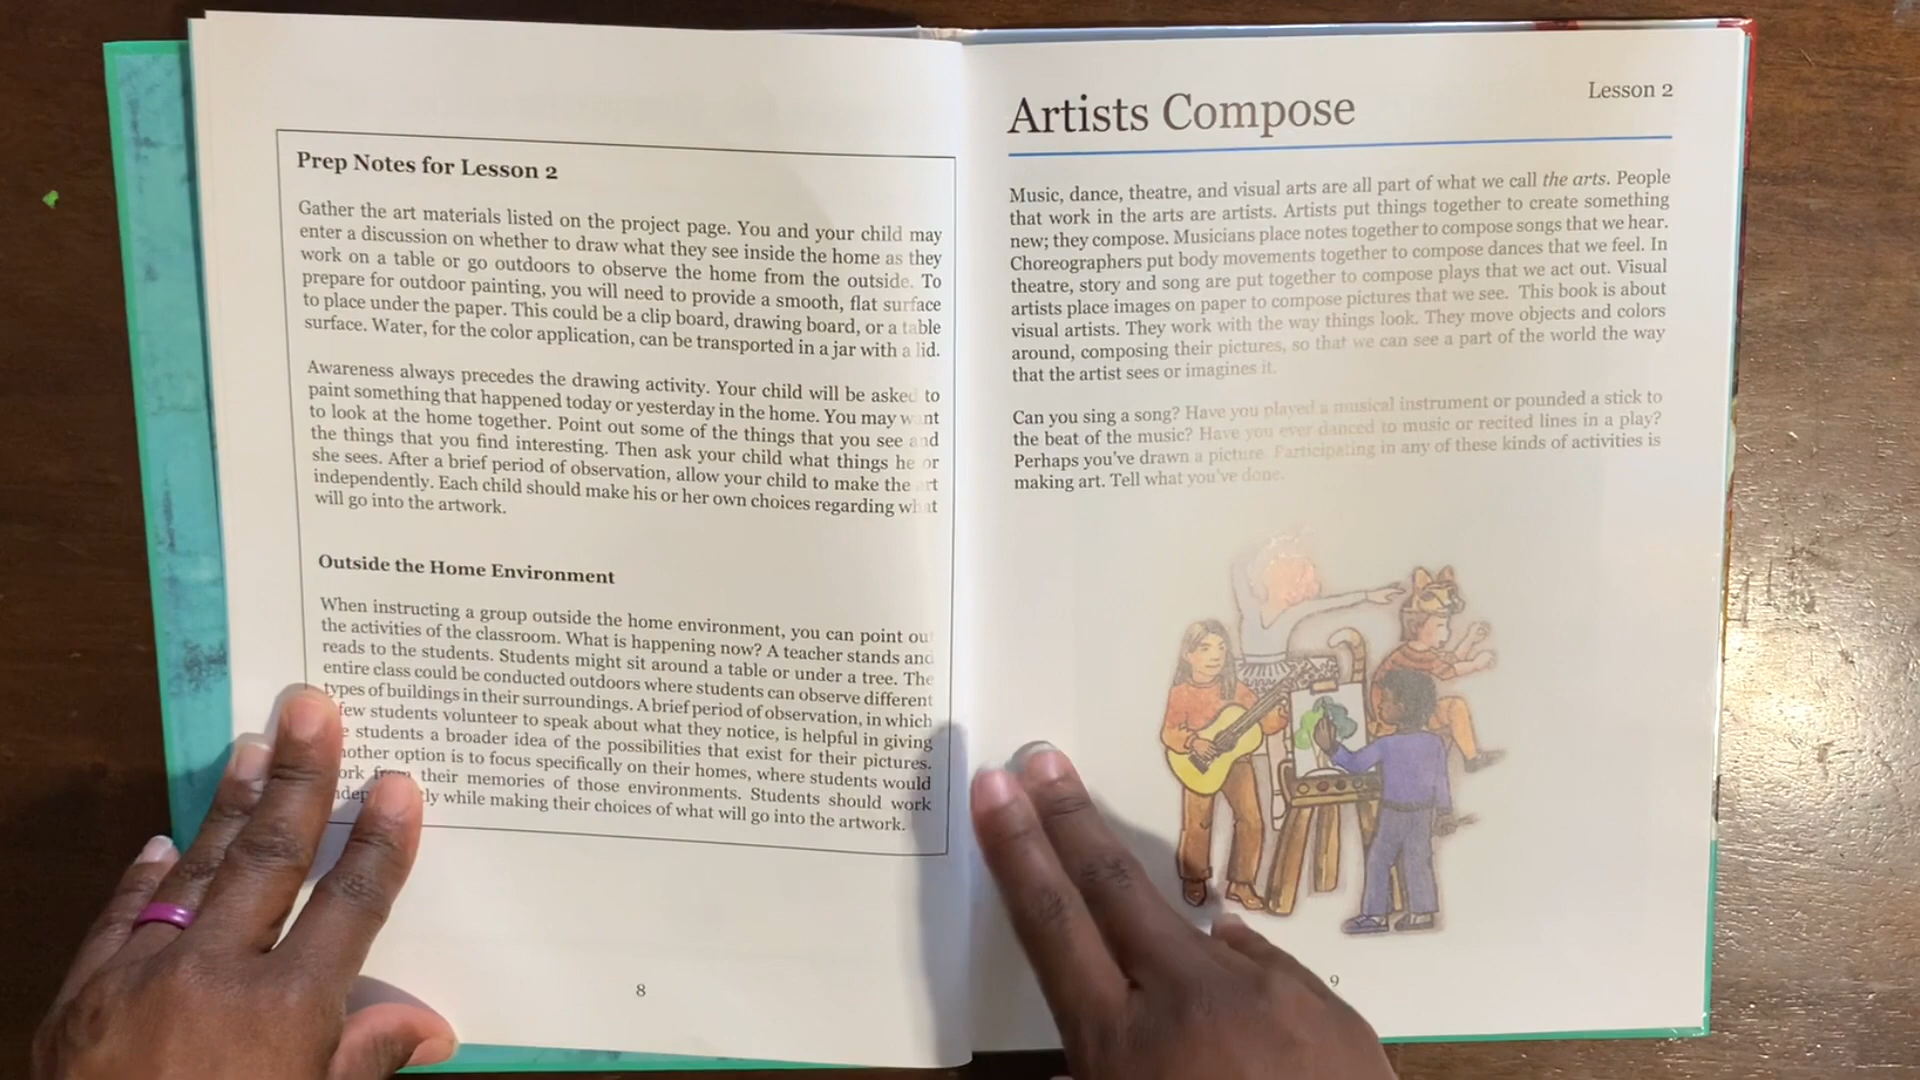 Prep Notes for Lesson 2
Gather the art materials listed on the project page. You and your child may
enter a discussion on whether to draw what they see inside the home as they
work on a table or go outdoors to observe the home from the outside. To
prepare for outdoor painting, you will need to provide a smooth, flat surface
to place under the paper. This could be a clip board, drawing board, or a table
surface. Water, for the color application, can be transported in a jar with a lid.
Awareness always precedes the drawing activity. Your child will be asked to
paint something that happened today or yesterday in the home. You may want
to look at the home together. Point out some of the things that you see and
the things that you find interesting. Then ask your child what things he or
she sees. After a brief period of observation, allow your child to make the art
independently. Each child should make his or her own choices regarding what
will go into the artwork.
Outside the Home Environment
When instructing a group outside the home environment, you can point out
the activities of the classroom. What is happening now? A teacher stands and
reads to the students. Students might sit around a table or under a tree. The
entire class could be conducted outdoors where students can observe different
types of buildings in their surroundings. A brief period of observation, in which
few students volunteer to speak about what they notice, is helpful in giving
students a broader idea of the possibilities that exist for their pictures.
option is to focus specifically on their homes, where students would
from their memories of those environments. Students should work
while making their choices of what will go into the artwork.
8
Lesson 2
Artists Compose
Music, dance, theatre, and visual arts are all part of what we call the arts. People
that work in the arts are artists. Artists put things together to create something
new; they compose. Musicians place notes together to compose songs that we hear.
Choreographers put body movements together to compose dances that we feel. In
theatre, story and song are put together to compose plays that we act out. Visual
artists place images on paper to compose pictures that we see. This book is about
visual artists. They work with the way things look. They move objects and colors
around, composing their pictures, so that we can see a part of the world the way
that the artist sees or imagines it.
Can you sing a song? Have you played a musical instrument or pounded a stick to
the beat of the music? Have you ever danced to music or recited lines in a play?
Perhaps you've drawn a picture. Participating in any of these kinds of activities is
making art. Tell what you've done.
9